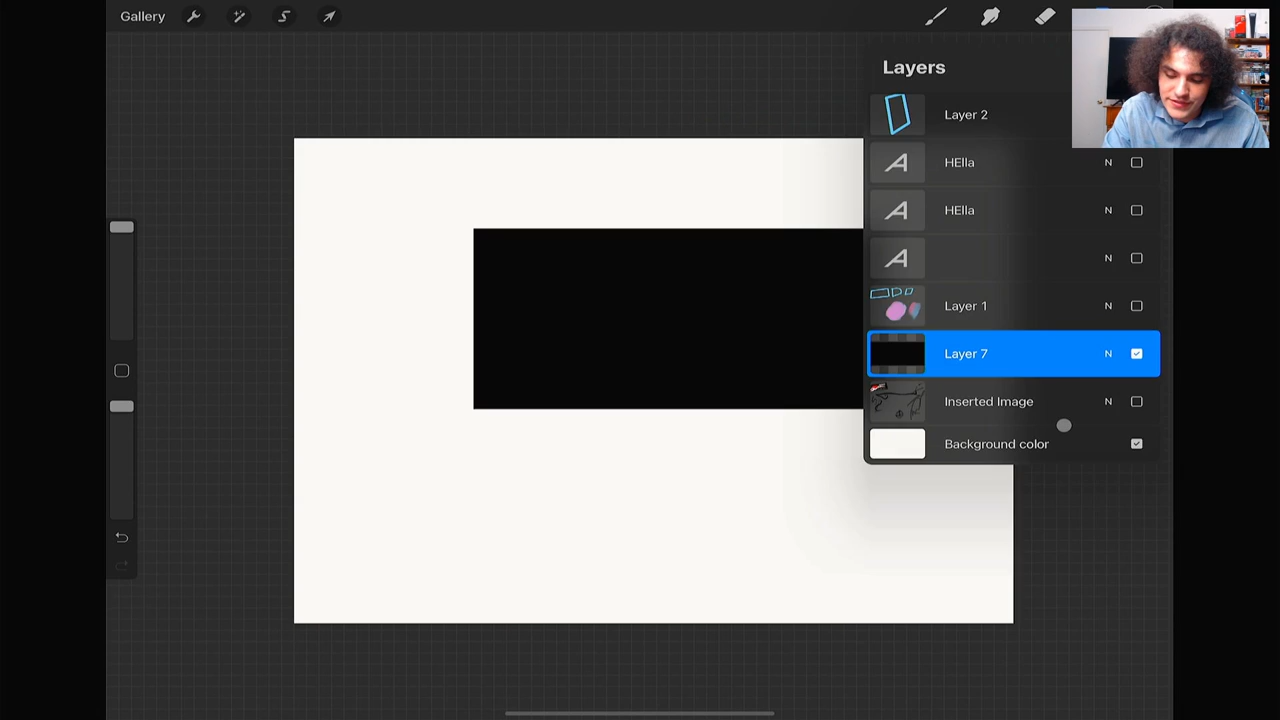 Gallery
Layers
Layer 2
HElla N
HElla N
N
Layer 1 N
Layer 7 N
Inserted Image N
Background color